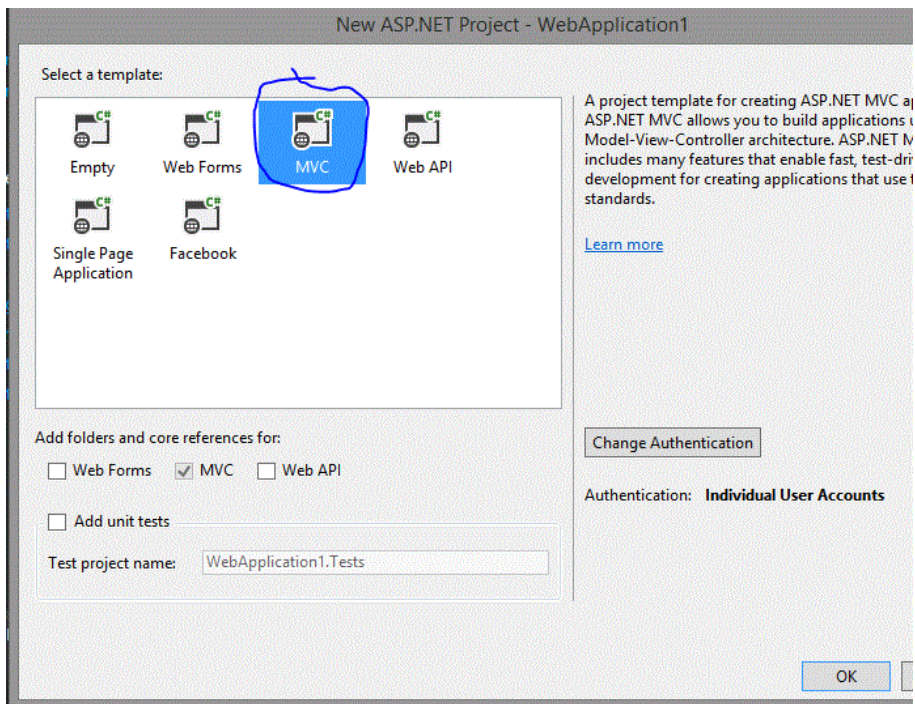 New ASP.NET Project - WebApplication1
Select a template:
C# C# C# C#
Empty Web Forms MVC Web API
C# C#
Single Page Facebook
Application
A project template for creating ASP.NET MVC
ASP.NET MVC allows you to build applications
Model-View-Controller architecture. ASP.NET
includes many features that enable fast,
development for creating applications that use
standards.
Learn more
Add folders and core references for:
Web Forms MVC Web API
Add unit tests
Test project name: WebApplication1.Tests
Change Authentication
Authentication: Individual User Accounts
OK